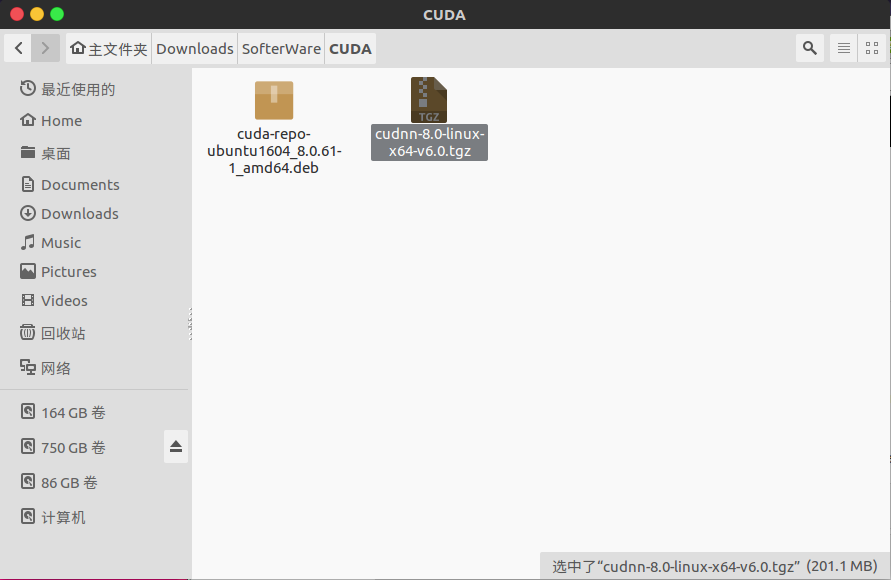 CUDA
主文件夹 Downloads SofterWare CUDA
最近使用的
Home
桌面
Documents
Downloads
Music
Pictures
Videos
回收站
网络
164 GB 卷
750 GB 卷
86 GB 卷
计算机
cuda-repo-
ubuntu1604_8.0.61-
1_amd64.deb
TGZ
cudnn-8.0-linux-
x64-v6.0.tgz
选中了“cudnn-8.0-linux-x64-v6.0.tgz” (201.1 MB)